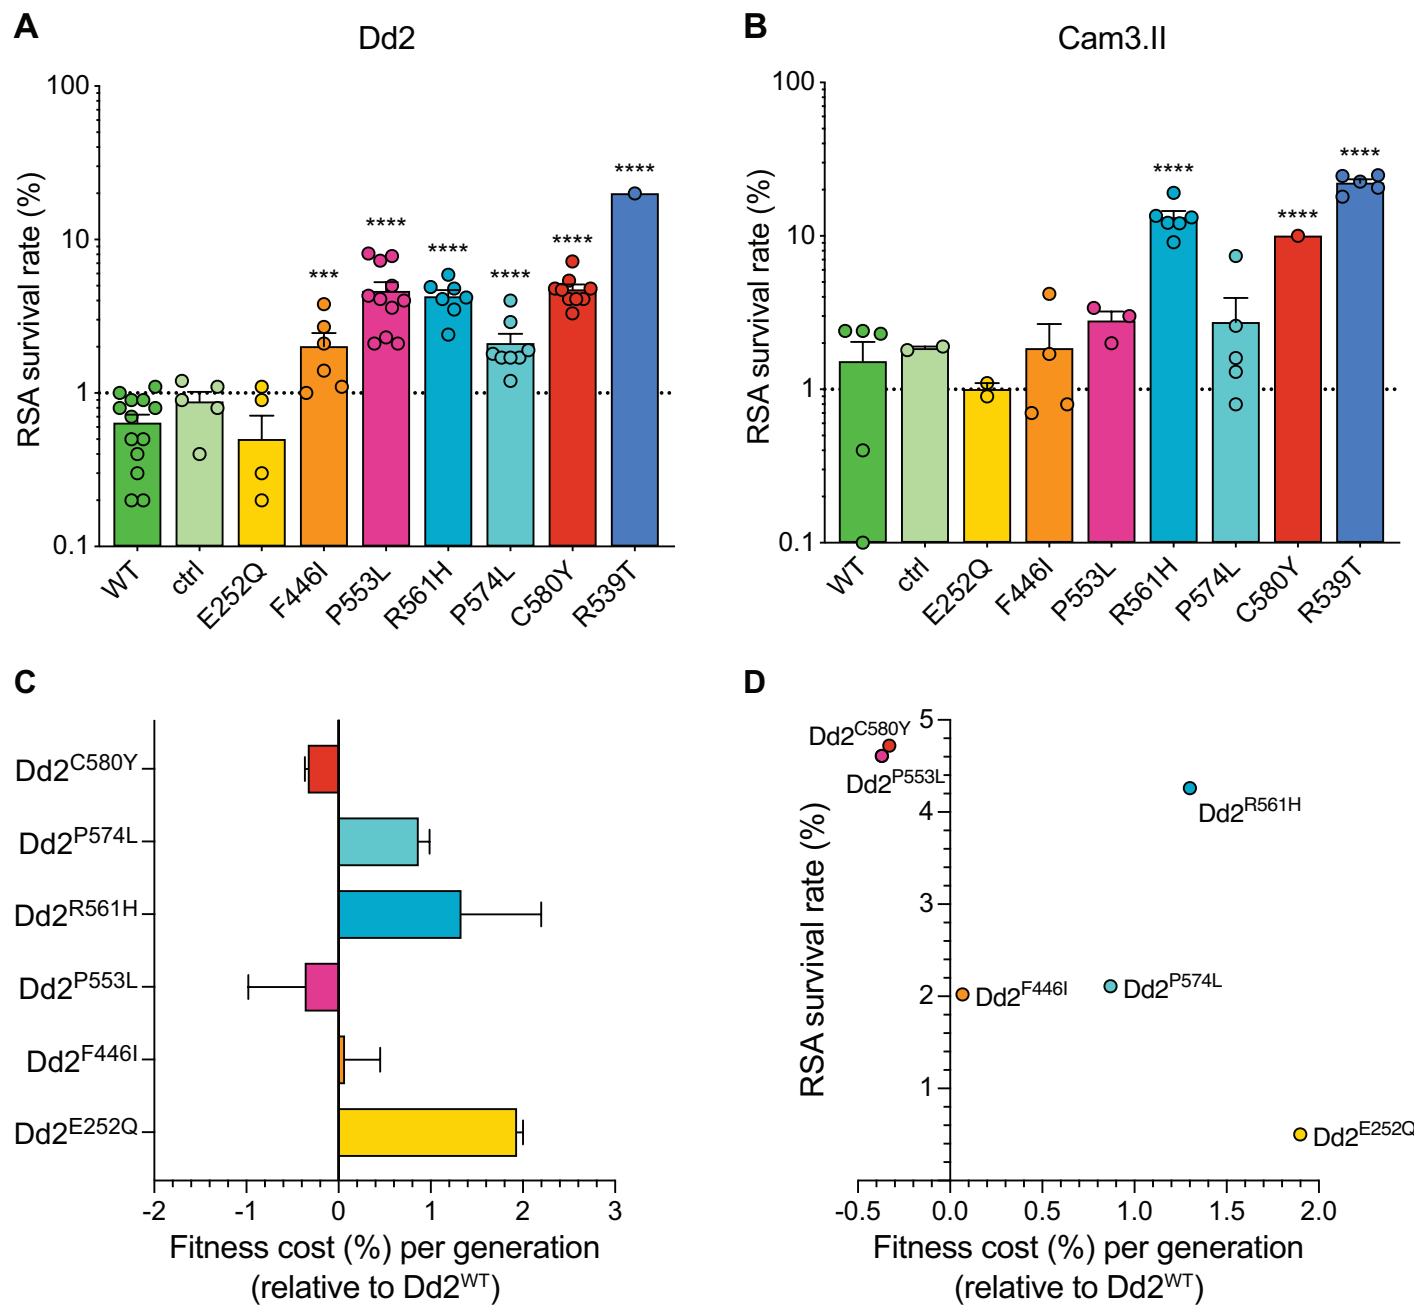 A
Dd2
RSA survival rate (%)
100
10
1
0.1
****
****
****
****
****
***
WT
ctrl
E252Q
F446I
P553L
R561H
P574L
C580Y
R539T
B
Cam3.II
RSA survival rate (%)
100
10
1
0.1
****
****
****
WT
ctrl
E252Q
F446I
P553L
R561H
P574L
C580Y
R539T
C
Dd2C580Y
Dd2P574L
Dd2R561H
Dd2P553L
Dd2F446I
Dd2E252Q
-2 -1 0 1 2 3
Fitness cost (%) per generation
(relative to Dd2WT)
D
RSA survival rate (%)
5
4
3
2
1
Dd2C580Y
Dd2P553L
Dd2R561H
Dd2F446I
Dd2P574L
Dd2E252Q
-0.5 0.0 0.5 1.0 1.5 2.0
Fitness cost (%) per generation
(relative to Dd2WT)